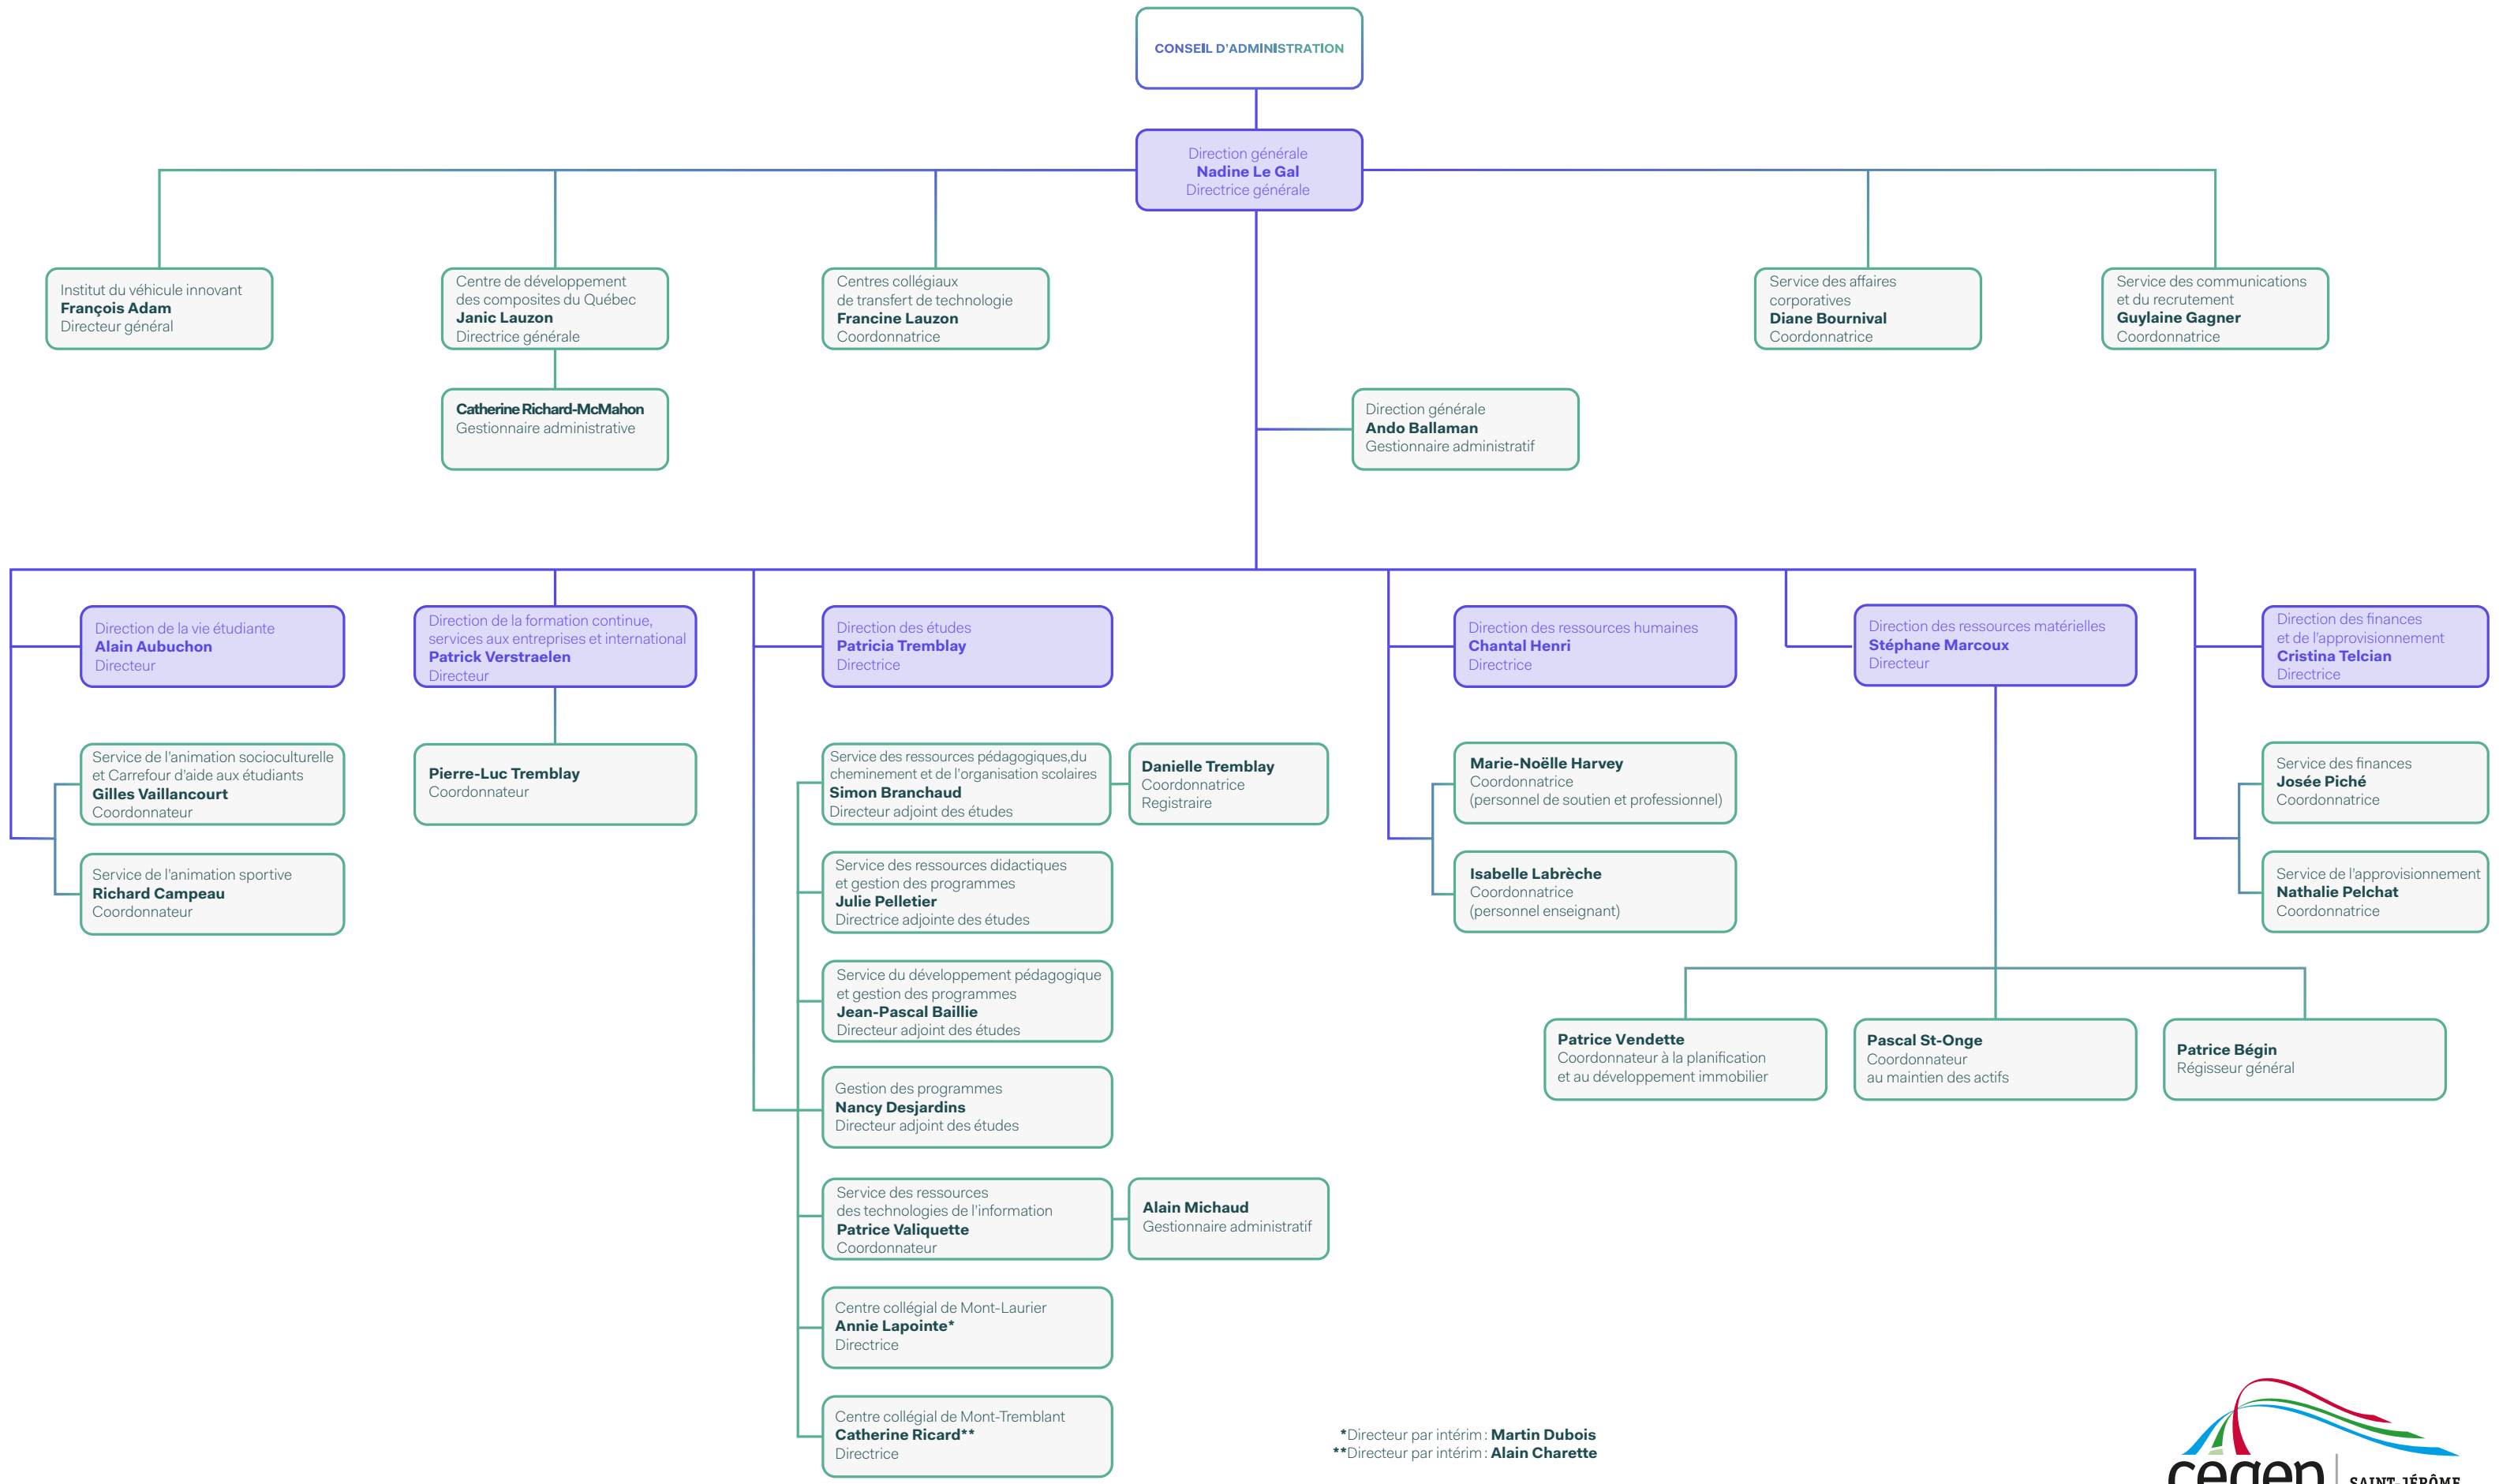 CONSEIL D'ADMINISTRATION
Direction générale
Nadine Le Gal
Directrice générale
Institut du véhicule innovant
François Adam
Directeur général
Centre de développement
des composites du Québec
Janic Lauzon
Directrice générale
Centres collégiaux
de transfert de technologie
Francine Lauzon
Coordonnatrice
Service des affaires
corporatives
Diane Bournival
Coordonnatrice
Service des communications
et du recrutement
Guylaine Gagner
Coordonnatrice
Catherine Richard-McMahon
Gestionnaire administrative
Direction générale
Ando Ballaman
Gestionnaire administratif
Direction de la vie étudiante
Alain Aubuchon
Directeur
Direction de la formation continue,
services aux entreprises et international
Patrick Verstraelen
Directeur
Direction des études
Patricia Tremblay
Directrice
Direction des ressources humaines
Chantal Henri
Directrice
Direction des ressources matérielles
Stéphane Marcoux
Directeur
Direction des finances
et de l'approvisionnement
Cristina Telcian
Directrice
Service de l'animation socioculturelle
et Carrefour d'aide aux étudiants
Gilles Vaillancourt
Coordonnateur
Service de l'animation sportive
Richard Campeau
Coordonnateur
Pierre-Luc Tremblay
Coordonnateur
Service des ressources pédagogiques,du
cheminement et de l'organisation scolaires
Simon Branchaud
Directeur adjoint des études
Danielle Tremblay
Coordonnatrice
Registraire
Service des ressources didactiques
et gestion des programmes
Julie Pelletier
Directrice adjointe des études
Service du développement pédagogique
et gestion des programmes
Jean-Pascal Baillie
Directeur adjoint des études
Gestion des programmes
Nancy Desjardins
Directeur adjoint des études
Service des ressources
des technologies de l'information
Patrice Valiquette
Coordonnateur
Alain Michaud
Gestionnaire administratif
Centre collégial de Mont-Laurier
Annie Lapointe*
Directrice
Centre collégial de Mont-Tremblant
Catherine Ricard**
Directrice
Marie-Noëlle Harvey
Coordonnatrice
(personnel de soutien et professionnel)
Isabelle Labrèche
Coordonnatrice
(personnel enseignant)
Patrice Vendette
Coordonnateur à la planification
et au développement immobilier
Pascal St-Onge
Coordonnateur
au maintien des actifs
Patrice Bégin
Régisseur général
Service des finances
Josée Piché
Coordonnatrice
Service de l'approvisionnement
Nathalie Pelchat
Coordonnatrice
*Directeur par intérim : Martin Dubois
**Directeur par intérim : Alain Charette
cégep
SAINT-JÉRÔME